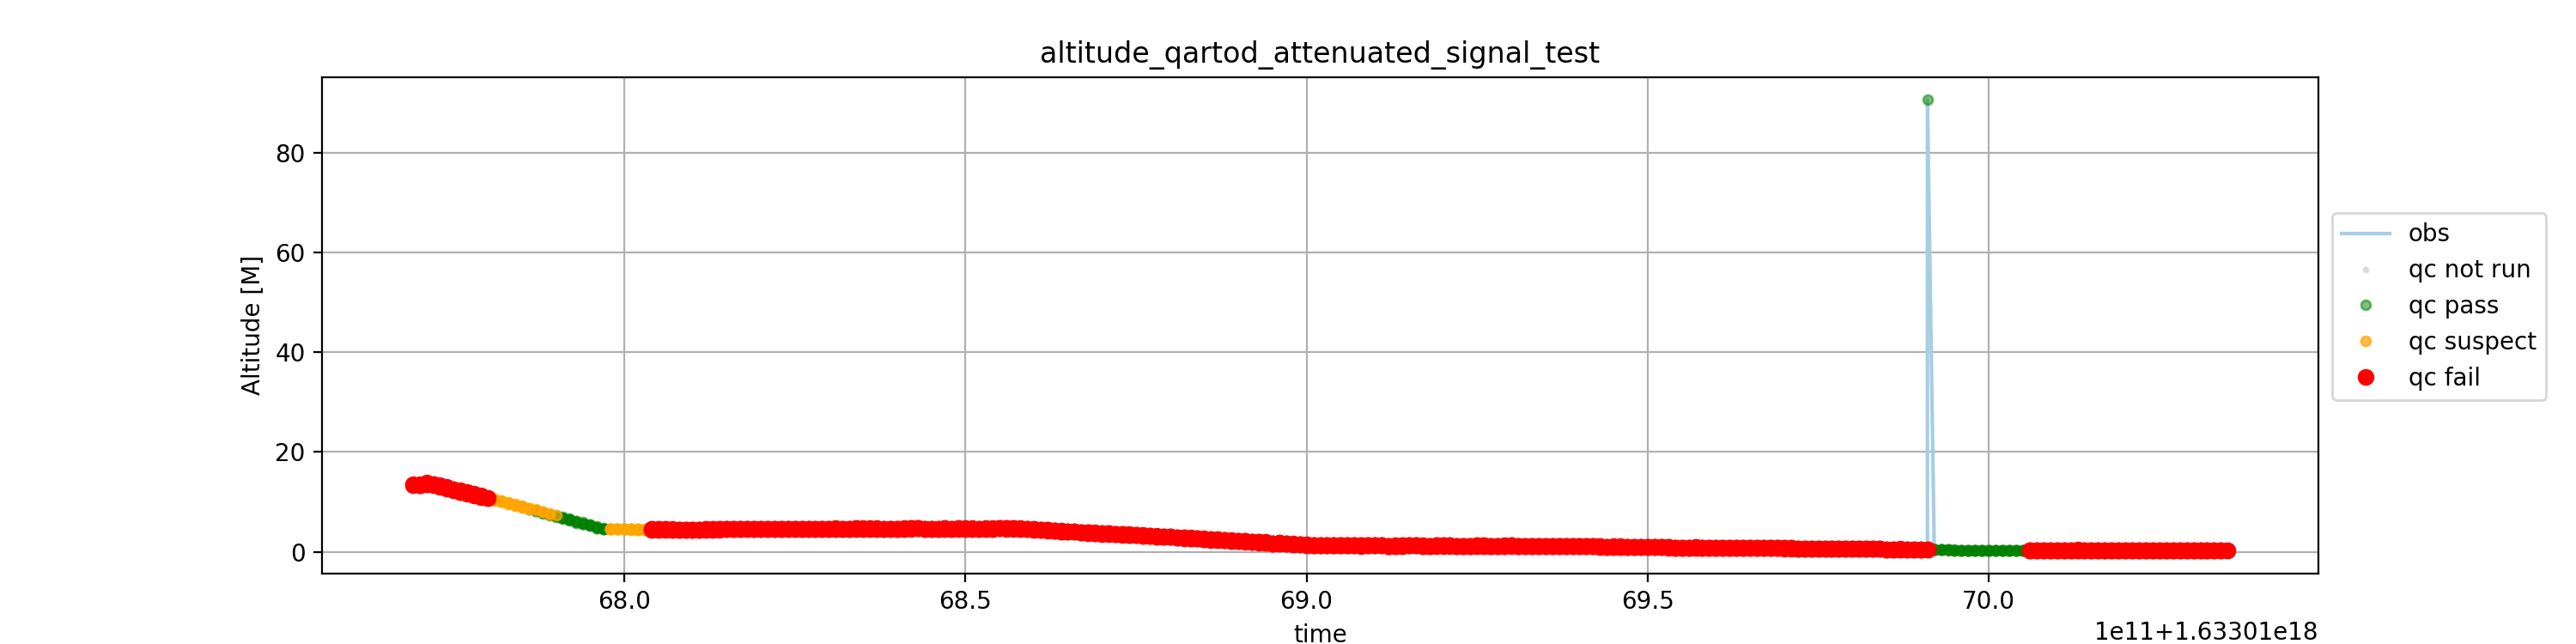 altitude_qartod_attenuated_signal_test
Altitude [M]
80
60
40
20
0
68.0 68.5 69.0 69.5 70.0
time
1e11+1.63301e18
obs
qc not run
qc pass
qc suspect
qc fail